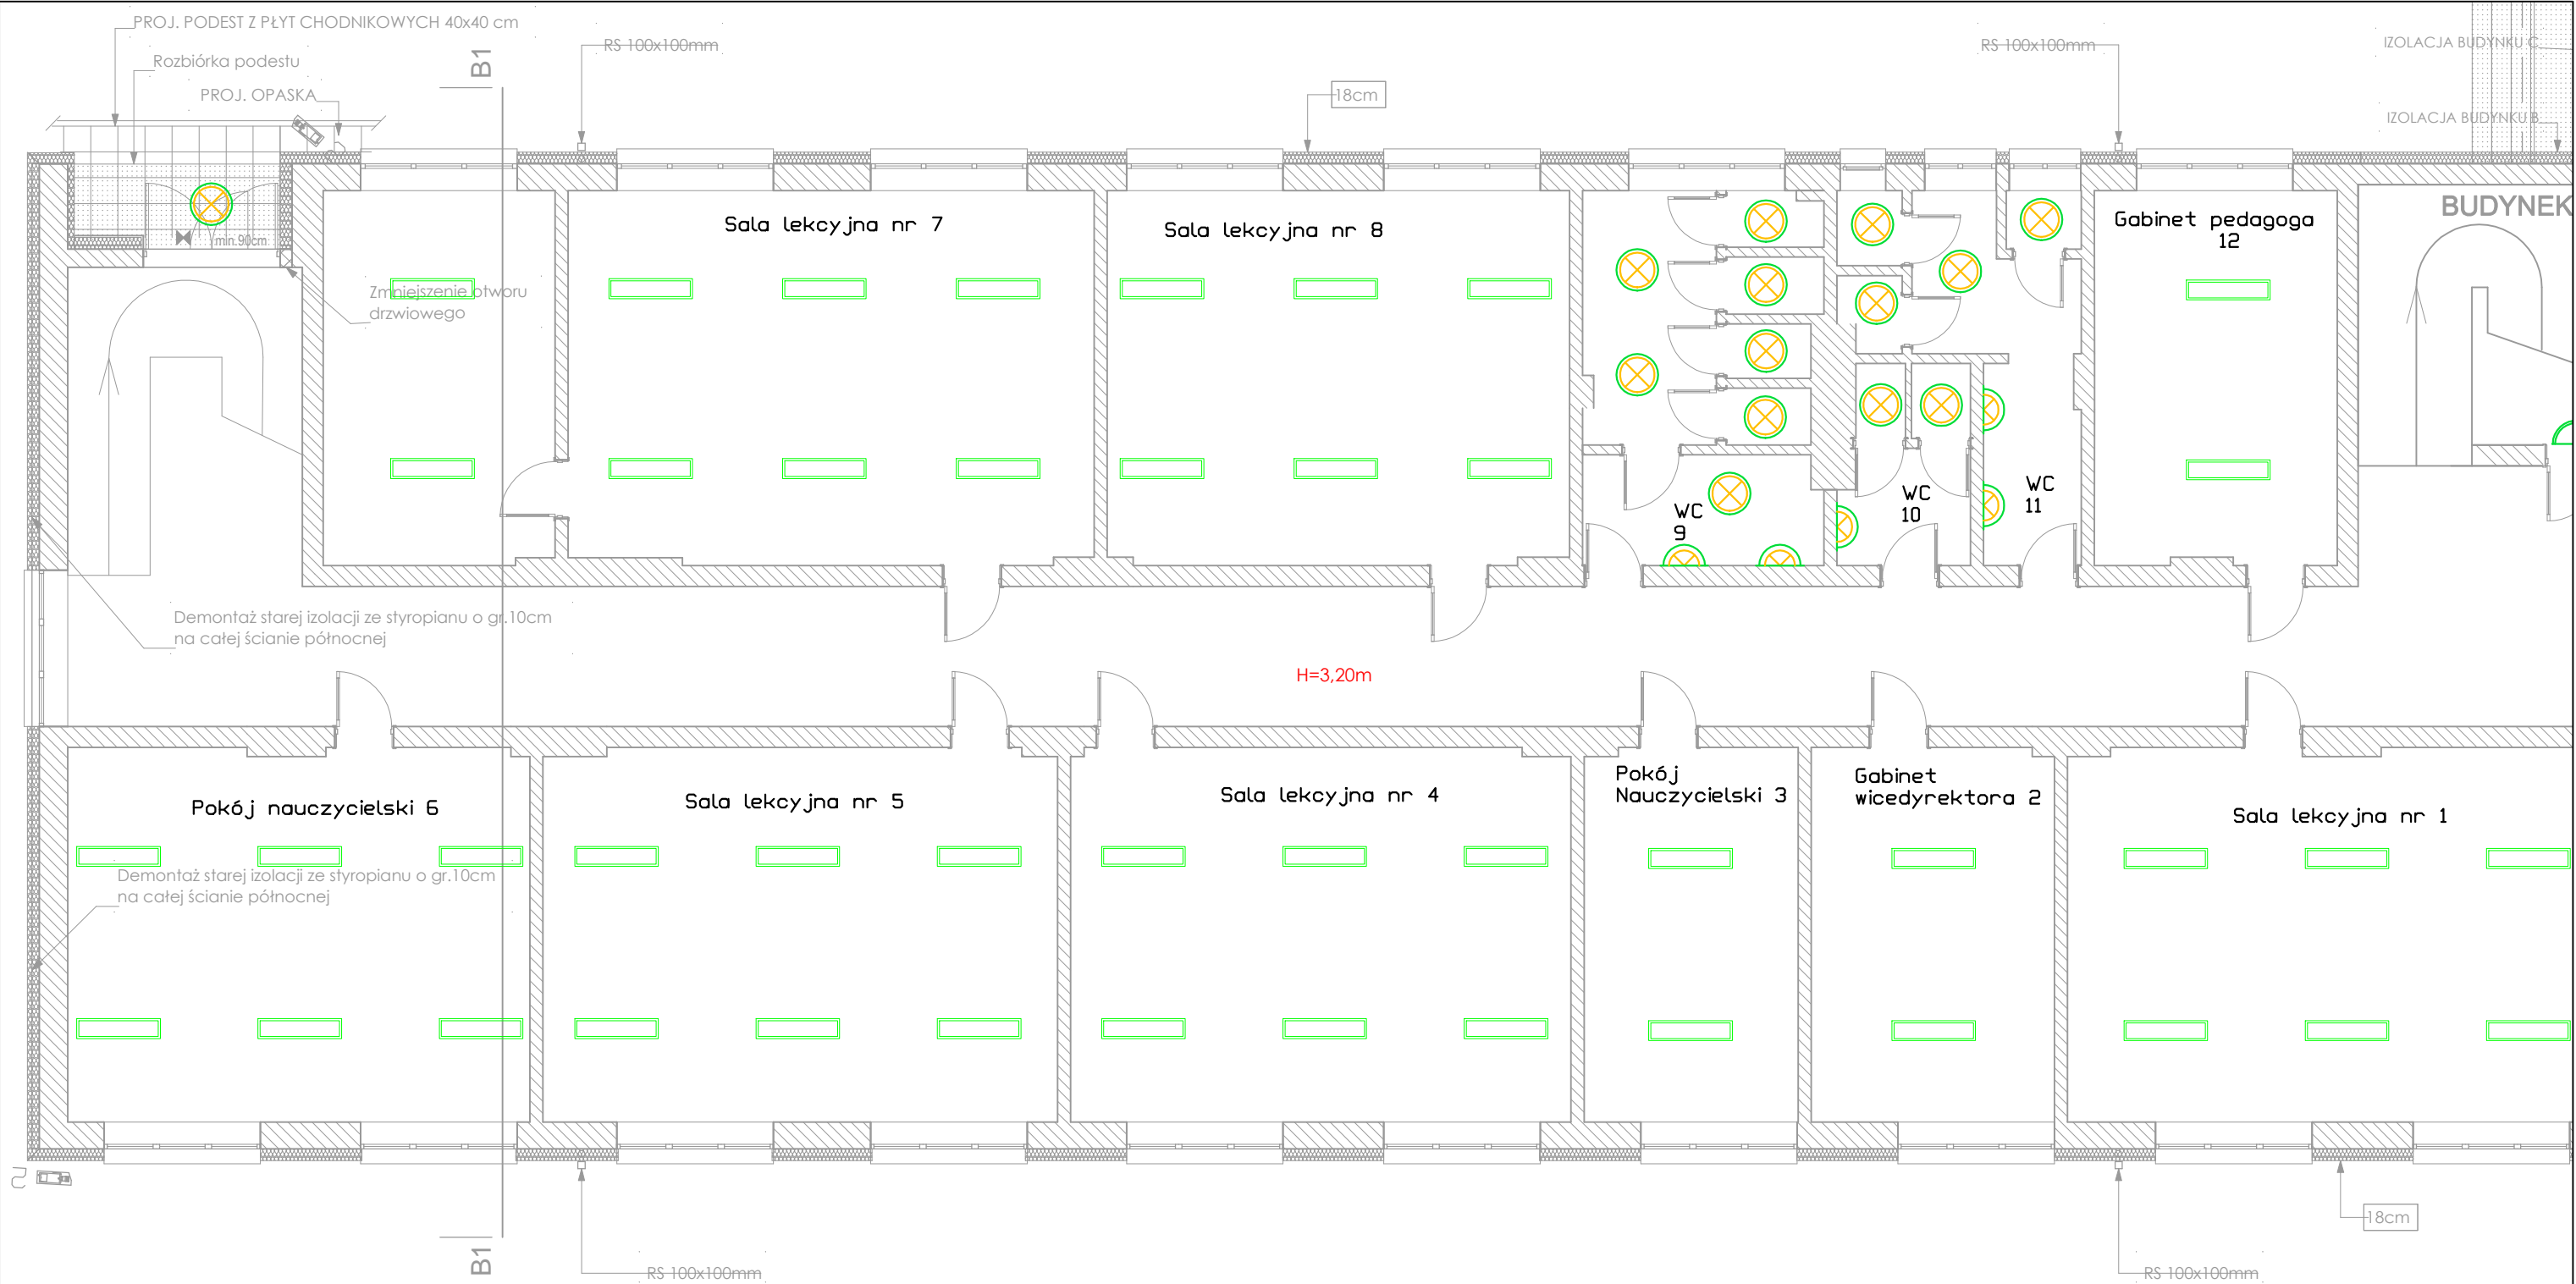 PROJ. PODEST Z PŁYT CHODNIKOWYCH 40x40 cm
Rozbiórka podestu
PROJ. OPASKA
B1
RS 100x100mm
18cm
RS 100x100mm
IZOLACJA BUDYNKU C
IZOLACJA BUDYNKU B
min.90cm
Zmniejszenie otworu
drzwiowego
Sala lekcyjna nr 7
Sala lekcyjna nr 8
Gabinet pedagoga
12
BUDYNEK
WC
9
WC
10
WC
11
Demontaż starej izolacji ze styropianu o gr.10cm
na całej ścianie północnej
H=3,20m
Pokój nauczycielski 6
Sala lekcyjna nr 5
Sala lekcyjna nr 4
Pokój
Nauczycielski 3
Gabinet
wicedyrektora 2
Sala lekcyjna nr 1
Demontaż starej izolacji ze styropianu o gr.10cm
na całej ścianie północnej
18cm
B1
RS 100x100mm
RS 100x100mm